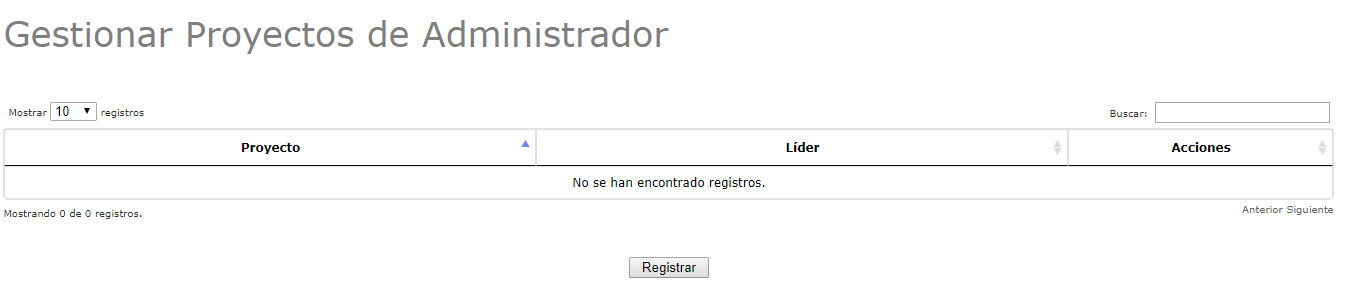 Gestionar Proyectos de Administrador
Mostrar 10 registros Buscar:
Proyecto Líder Acciones
No se han encontrado registros.
Mostrando 0 de 0 registros. Anterior Siguiente
Registrar